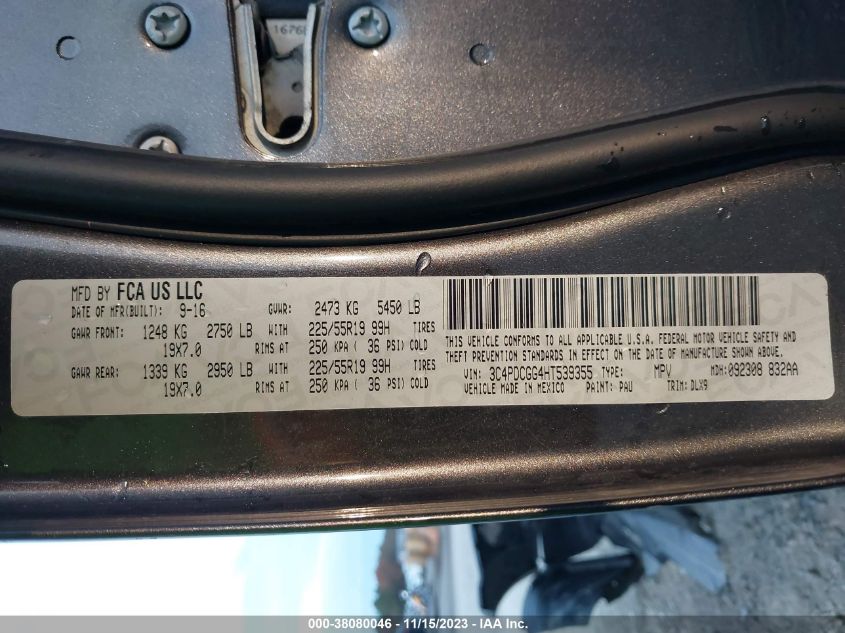 1676
MFD BY FCA US LLC
DATE OF MFR(BUILT): 9-16 GVWR: 2473 KG 5450 LB
GAWR FRONT: 1248 KG 2750 LB WITH 225/55R19 99H TIRES
19X7.0 RIMS AT 250 KPA ( 36 PSI) COLD
GAWR REAR: 1339 KG 2950 LB WITH 225/55R19 99H TIRES
19X7.0 RIMS AT 250 KPA ( 36 PSI) COLD
THIS VEHICLE CONFORMS TO ALL APPLICABLE U.S.A. FEDERAL MOTOR VEHICLE SAFETY AND
THEFT PREVENTION STANDARDS IN EFFECT ON THE DATE OF MANUFACTURE SHOWN ABOVE.
VIN: 3C4PDCGG4HT539355 TYPE: MPV MDH:092308 832AA
VEHICLE MADE IN MEXICO PAINT: PAU TRIM: DLX9
000-38080046 - 11/15/2023 - IAA Inc.